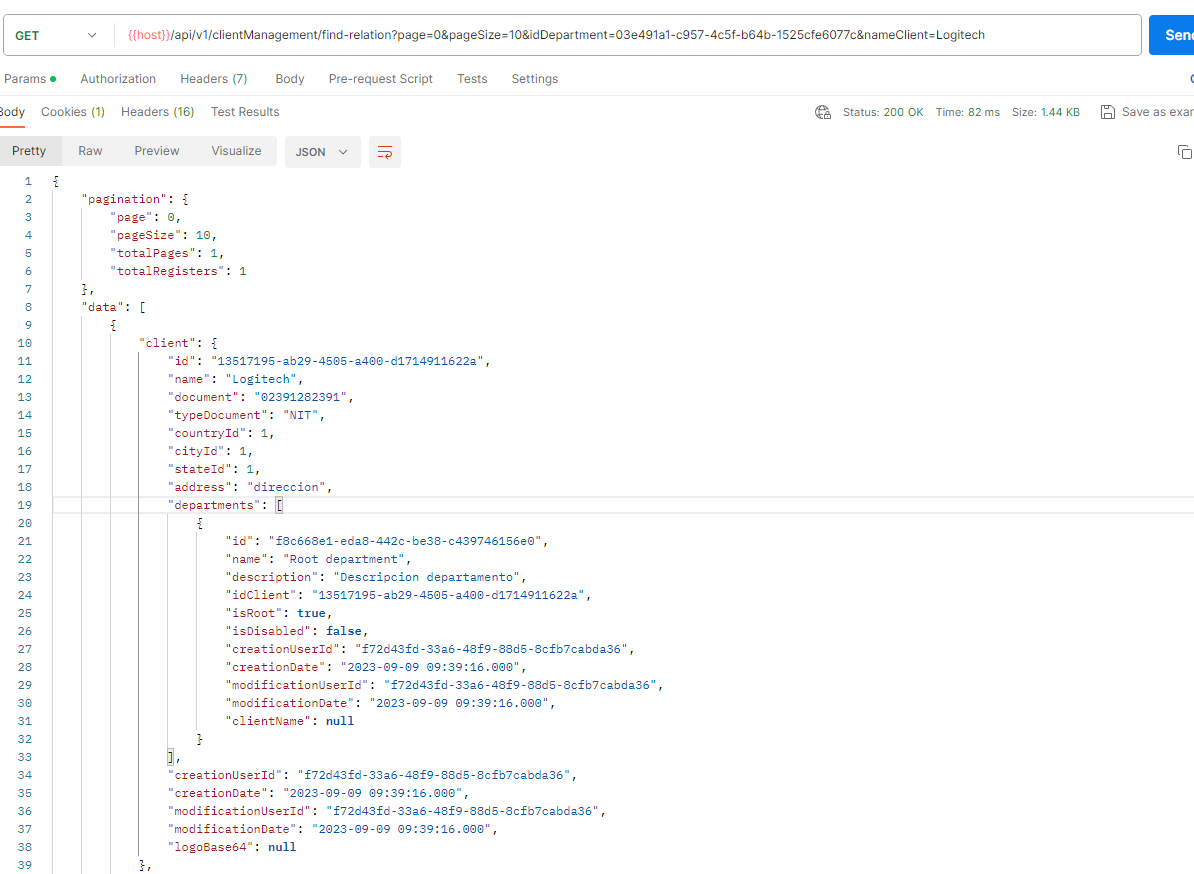 GET {{host}}/api/v1/clientManagement/find-relation?page=0&pageSize=10&idDepartment=03e491a1-c957-4c5f-b64b-1525cfe6077c&nameClient=Logitech Send
Params Authorization Headers (7) Body Pre-request Script Tests Settings
Body Cookies (1) Headers (16) Test Results Status: 200 OK Time: 82 ms Size: 1.44 KB Save as exam
Pretty Raw Preview Visualize JSON
1 {
2 "pagination": {
3 "page": 0,
4 "pageSize": 10,
5 "totalPages": 1,
6 "totalRegisters": 1
7 },
8 "data": [
9 {
10 "client": {
11 "id": "13517195-ab29-4505-a400-d1714911622a",
12 "name": "Logitech",
13 "document": "02391282391",
14 "typeDocument": "NIT",
15 "countryId": 1,
16 "cityId": 1,
17 "stateId": 1,
18 "address": "direccion",
19 "departments": [
20 {
21 "id": "f8c668e1-eda8-442c-be38-c439746156e0",
22 "name": "Root department",
23 "description": "Descripcion departamento",
24 "idClient": "13517195-ab29-4505-a400-d1714911622a",
25 "isRoot": true,
26 "isDisabled": false,
27 "creationUserId": "f72d43fd-33a6-48f9-88d5-8cfb7cabda36",
28 "creationDate": "2023-09-09 09:39:16.000",
29 "modificationUserId": "f72d43fd-33a6-48f9-88d5-8cfb7cabda36",
30 "modificationDate": "2023-09-09 09:39:16.000",
31 "clientName": null
32 }
33 ],
34 "creationUserId": "f72d43fd-33a6-48f9-88d5-8cfb7cabda36",
35 "creationDate": "2023-09-09 09:39:16.000",
36 "modificationUserId": "f72d43fd-33a6-48f9-88d5-8cfb7cabda36",
37 "modificationDate": "2023-09-09 09:39:16.000",
38 "logoBase64": null
39 },